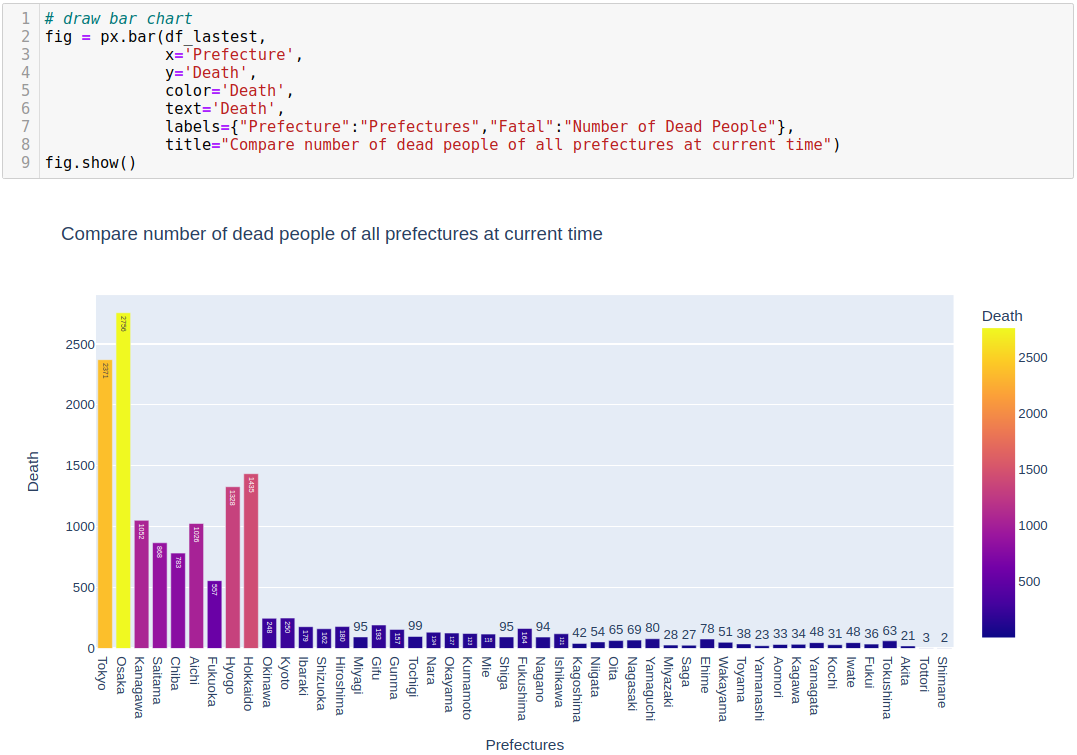 1 # draw bar chart
2 fig = px.bar(df_lastest,
3 x='Prefecture',
4 y='Death',
5 color='Death',
6 text='Death',
7 labels={"Prefecture":"Prefectures","Fatal":"Number of Dead People"},
8 title="Compare number of dead people of all prefectures at current time")
9 fig.show()
Compare number of dead people of all prefectures at current time
Death
2500
2000
1500
1000
500
0
2371
2756
1052
868
783
1026
557
1328
1435
248
250
179
162
180
95
193
157
99
134
127
123
95
164
94
121
42
54
65
69
80
28
27
78
51
38
23
33
34
48
31
48
36
63
21
3
2
Tokyo
Osaka
Kanagawa
Saitama
Chiba
Aichi
Fukuoka
Hyogo
Hokkaido
Okinawa
Kyoto
Ibaraki
Shizuoka
Hiroshima
Miyagi
Gifu
Gunma
Tochigi
Nara
Okayama
Kumamoto
Mie
Shiga
Fukushima
Nagano
Ishikawa
Kagoshima
Niigata
Oita
Nagasaki
Yamaguchi
Miyazaki
Saga
Ehime
Wakayama
Toyama
Yamanashi
Aomori
Kagawa
Yamagata
Kochi
Iwate
Fukui
Tokushima
Akita
Tottori
Shimane
Prefectures
Death
2500
2000
1500
1000
500